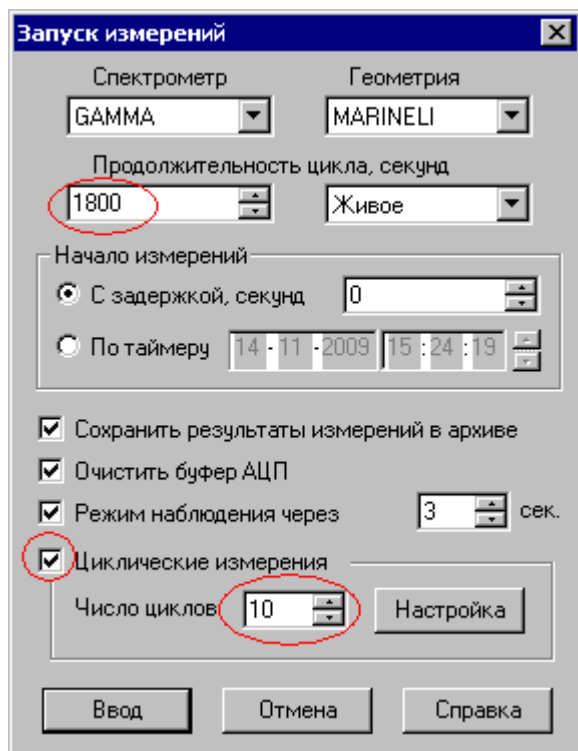 Запуск измерений
Спектрометр Геометрия
GAMMA MARINELI
Продолжительность цикла, секунд
1800 Живое
Начало измерений
С задержкой, секунд 0
По таймеру 14 - 11 -2009 15 :24 :19
Сохранить результаты измерений в архиве
Очистить буфер АЦП
Режим наблюдения через 3 сек.
Циклические измерения
Число циклов 10 Настройка
Ввод Отмена Справка